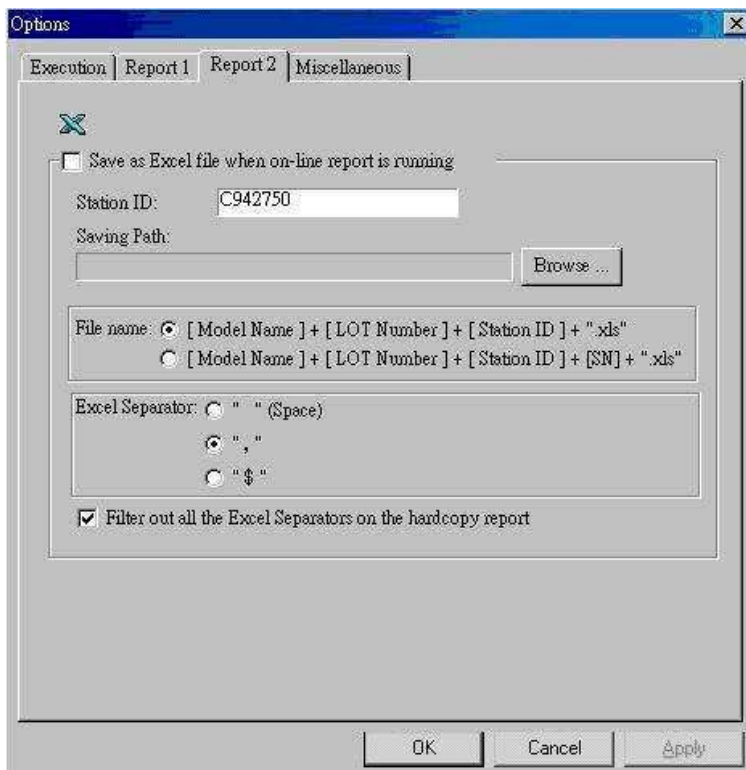 Options
Execution Report 1 Report 2 Miscellaneous
Save as Excel file when on-line report is running
Station ID: C942750
Saving Path:
Browse ...
File name: [ Model Name ] + [ LOT Number ] + [ Station ID ] + ".xls"
[ Model Name ] + [ LOT Number ] + [ Station ID ] + [SN] + ".xls"
Excel Separator: " " (Space)
" , "
" $ "
Filter out all the Excel Separators on the hardcopy report
OK Cancel Apply